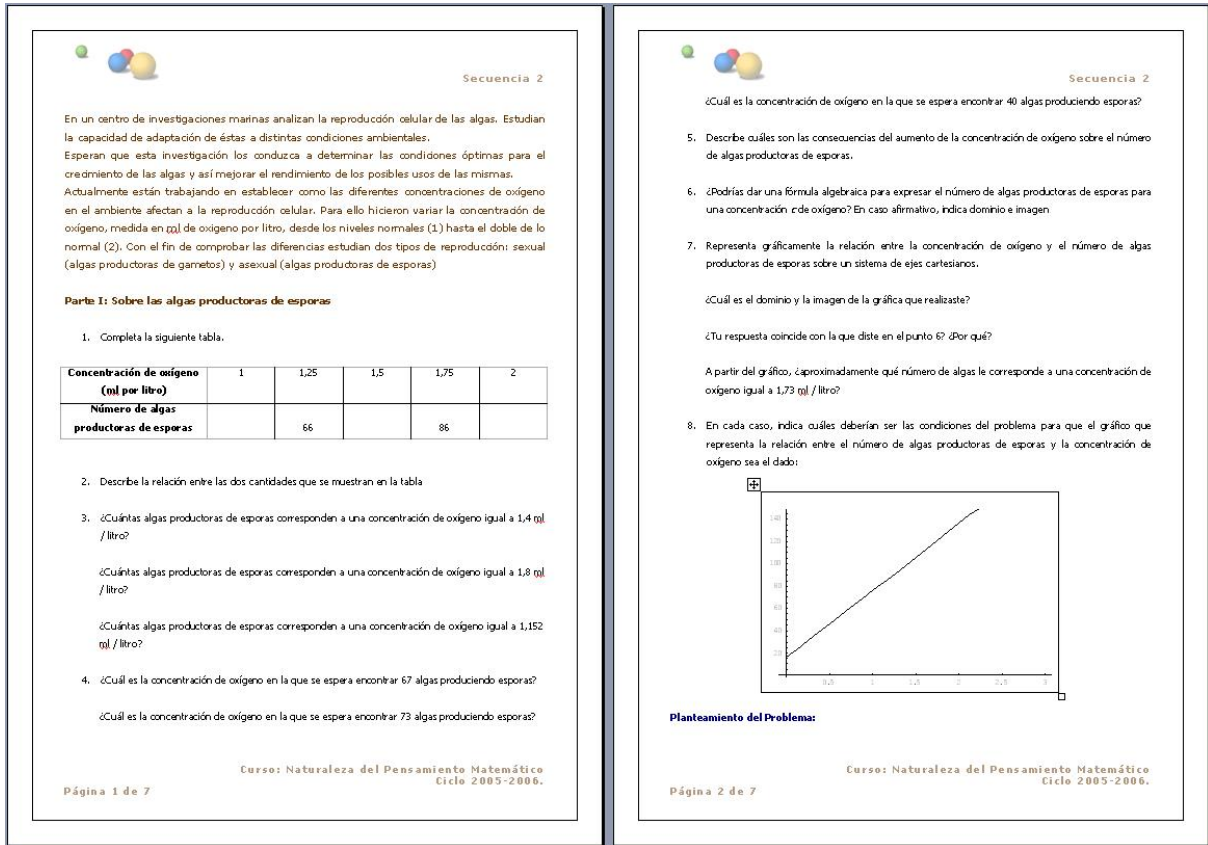 Secuencia 2
En un centro de investigaciones marinas analizan la reproducción celular de las algas. Estudian
la capacidad de adaptación de éstas a distintas condiciones ambientales.
Esperan que esta investigación los conduzca a determinar las condiciones óptimas para el
crecimiento de las algas y así mejorar el rendimiento de los posibles usos de las mismas.
Actualmente están trabajando en establecer como las diferentes concentraciones de oxígeno
en el ambiente afectan a la reproducción celular. Para ello hicieron variar la concentración de
oxígeno, medida en ml de oxigeno por litro, desde los niveles normales (1) hasta el doble de lo
normal (2). Con el fin de comprobar las diferencias estudian dos tipos de reproducción: sexual
(algas productoras de gametos) y asexual (algas productoras de esporas)
Parte I: Sobre las algas productoras de esporas
1. Completa la siguiente tabla.
Concentración de oxígeno 1 1,25 1,5 1,75 2
(ml por litro)
Número de algas
productoras de esporas 66 86
2. Describe la relación entre las dos cantidades que se muestran en la tabla
3. ¿Cuántas algas productoras de esporas corresponden a una concentración de oxígeno igual a 1,4 ml
/ litro?
¿Cuántas algas productoras de esporas corresponden a una concentración de oxígeno igual a 1,8 ml
/ litro?
¿Cuántas algas productoras de esporas corresponden a una concentración de oxígeno igual a 1,152
ml / litro?
4. ¿Cuál es la concentración de oxígeno en la que se espera encontrar 67 algas produciendo esporas?
¿Cuál es la concentración de oxígeno en la que se espera encontrar 73 algas produciendo esporas?
Curso: Naturaleza del Pensamiento Matemático
Ciclo 2005-2006.
Página 1 de 7
Secuencia 2
¿Cuál es la concentración de oxígeno en la que se espera encontrar 40 algas produciendo esporas?
5. Describe cuáles son las consecuencias del aumento de la concentración de oxígeno sobre el número
de algas productoras de esporas.
6. ¿Podrías dar una fórmula algebraica para expresar el número de algas productoras de esporas para
una concentración c de oxígeno? En caso afirmativo, indica dominio e imagen
7. Representa gráficamente la relación entre la concentración de oxígeno y el número de algas
productoras de esporas sobre un sistema de ejes cartesianos.
¿Cuál es el dominio y la imagen de la gráfica que realizaste?
¿Tu respuesta coincide con la que diste en el punto 6? ¿Por qué?
A partir del gráfico, ¿aproximadamente qué número de algas le corresponde a una concentración de
oxígeno igual a 1,73 ml / litro?
8. En cada caso, indica cuáles deberían ser las condiciones del problema para que el gráfico que
representa la relación entre el número de algas productoras de esporas y la concentración de
oxígeno sea el dado:
140
120
100
80
60
40
20
0.5 1 1.5 2 2.5 3
Planteamiento del Problema:
Curso: Naturaleza del Pensamiento Matemático
Ciclo 2005-2006.
Página 2 de 7